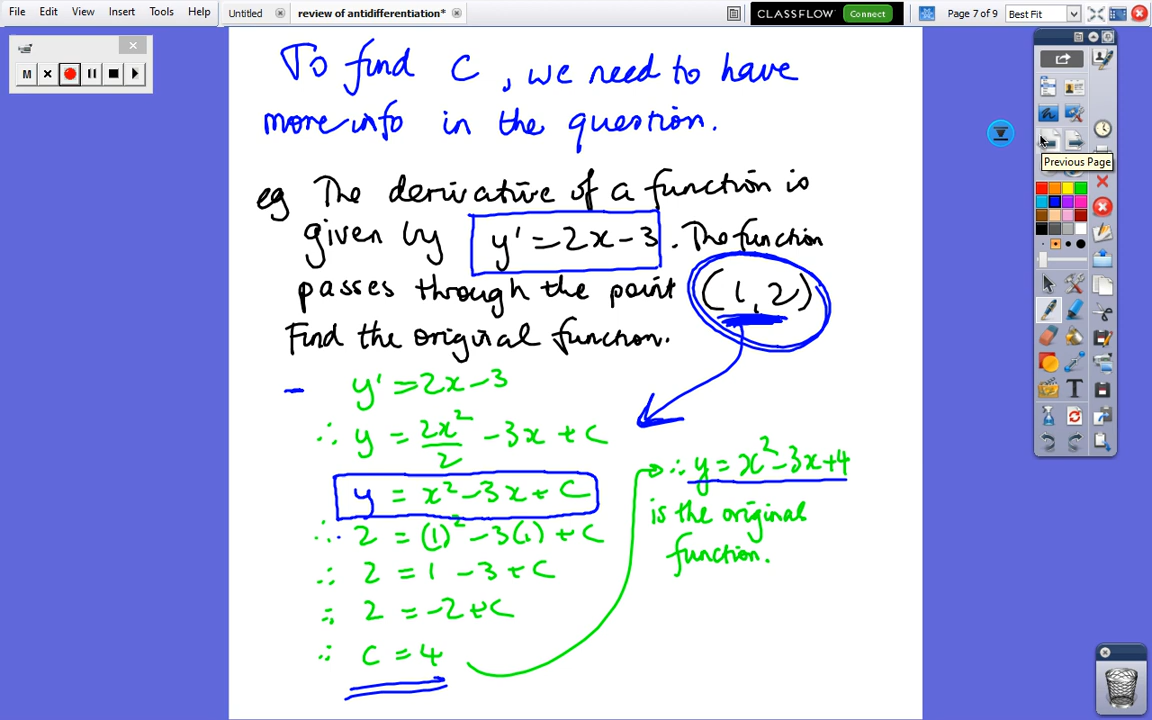 File Edit View Insert Tools Help
Untitled
review of antidifferentiation*
CLASSFLOW Connect
Page 7 of 9
Best Fit
M
Previous Page
T
To find C, we need to have
more info in the question.
eg The derivative of a function is
given by y' = 2x - 3. The function
passes through the point (1, 2)
Find the original function.
y' = 2x - 3
∴ y = 2x²/2 - 3x + C
y = x² - 3x + C
∴ 2 = (1)² - 3(1) + C
∴ 2 = 1 - 3 + C
∴ 2 = -2 + C
∴ C = 4
∴ y = x² - 3x + 4
is the original
function.